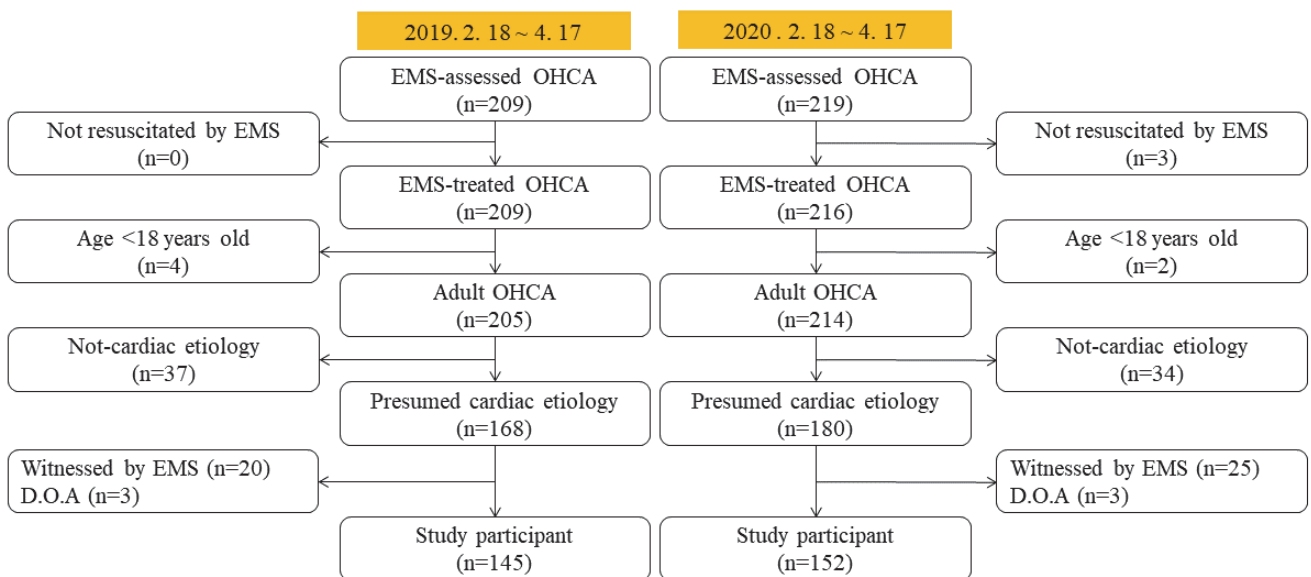 2019. 2. 18 ~ 4. 17
2020 . 2. 18 ~ 4. 17
EMS-assessed OHCA
(n=209)
EMS-assessed OHCA
(n=219)
Not resuscitated by EMS
(n=0)
Not resuscitated by EMS
(n=3)
EMS-treated OHCA
(n=209)
EMS-treated OHCA
(n=216)
Age <18 years old
(n=4)
Age <18 years old
(n=2)
Adult OHCA
(n=205)
Adult OHCA
(n=214)
Not-cardiac etiology
(n=37)
Not-cardiac etiology
(n=34)
Presumed cardiac etiology
(n=168)
Presumed cardiac etiology
(n=180)
Witnessed by EMS (n=20)
D.O.A (n=3)
Witnessed by EMS (n=25)
D.O.A (n=3)
Study participant
(n=145)
Study participant
(n=152)